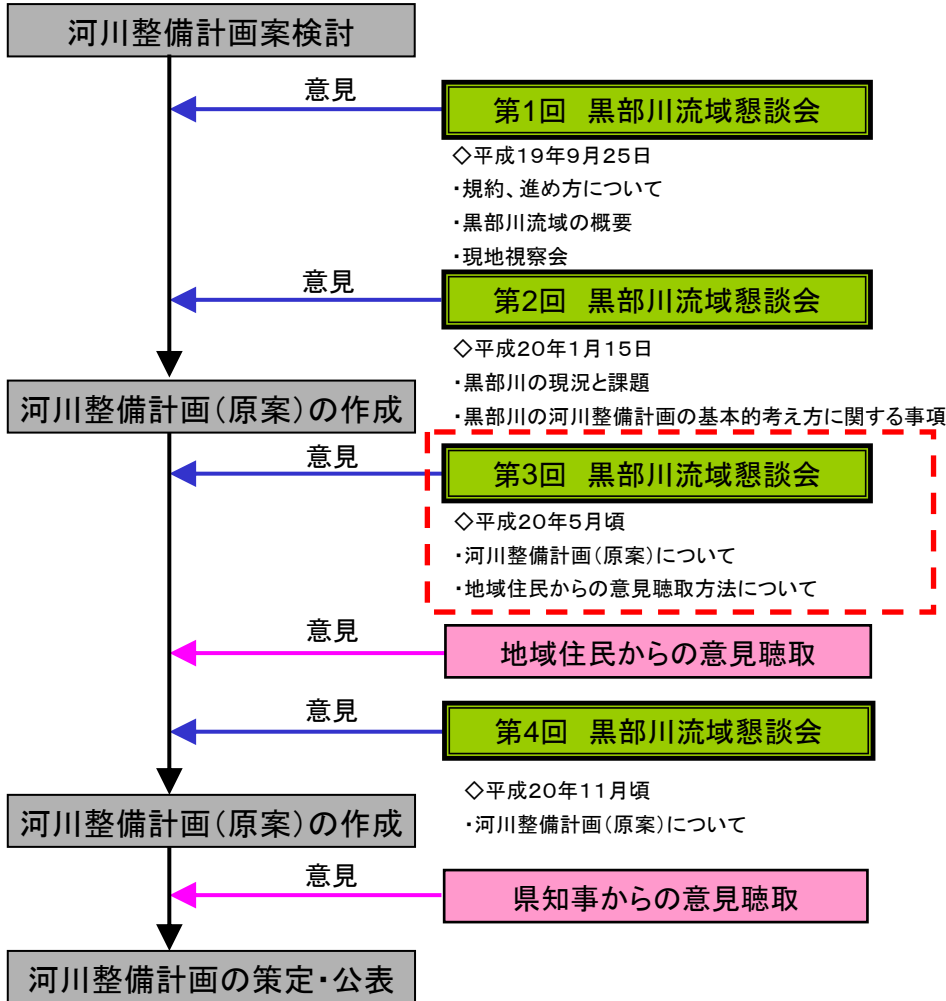 河川整備計画案検討
意見
第1回 黒部川流域懇談会
◇平成19年9月25日
・規約、進め方について
・黒部川流域の概要
・現地視察会
意見
第2回 黒部川流域懇談会
◇平成20年1月15日
・黒部川の現況と課題
・黒部川の河川整備計画の基本的考え方に関する事項
河川整備計画(原案)の作成
意見
第3回 黒部川流域懇談会
◇平成20年5月頃
・河川整備計画(原案)について
・地域住民からの意見聴取方法について
意見
地域住民からの意見聴取
意見
第4回 黒部川流域懇談会
◇平成20年11月頃
・河川整備計画(原案)について
河川整備計画(原案)の作成
意見
県知事からの意見聴取
河川整備計画の策定・公表